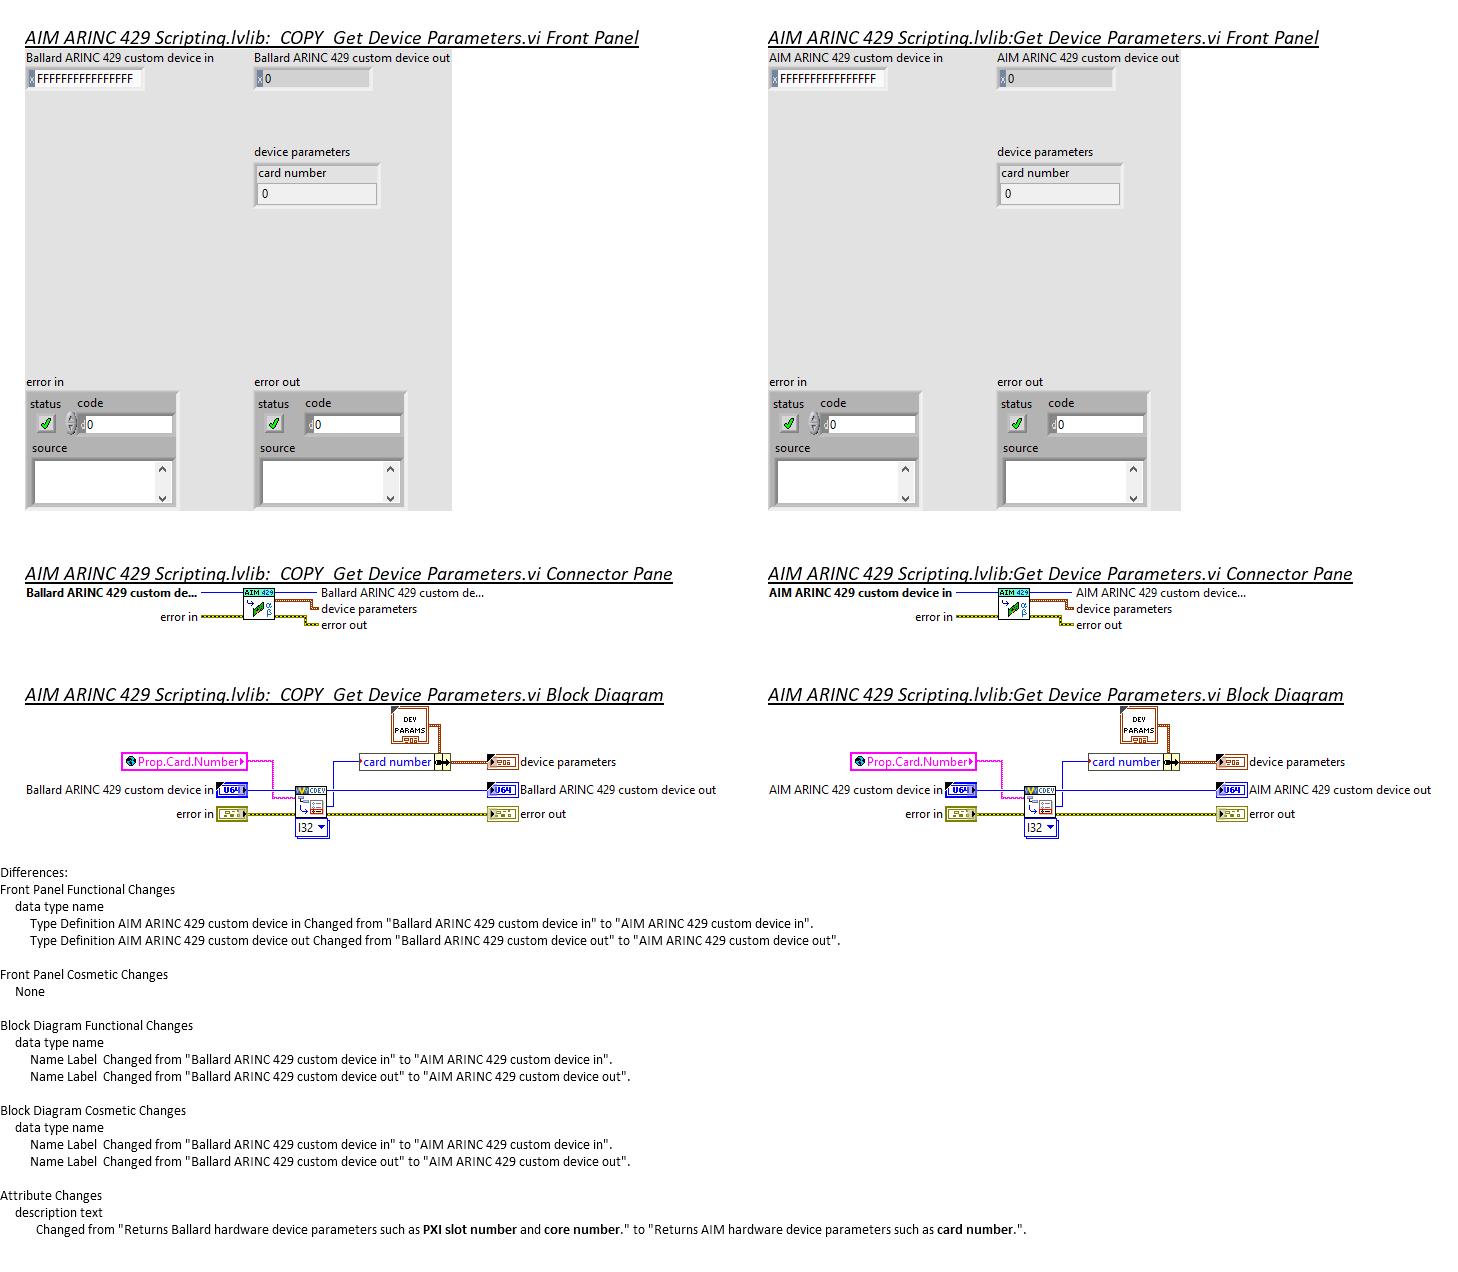 AIM ARINC 429 Scripting.lvlib:_COPY_Get Device Parameters.vi Front Panel
Ballard ARINC 429 custom device in
Ballard ARINC 429 custom device out
x FFFFFFFFFFFFFFFF
x 0
device parameters
card number
0
error in
error out
status code
status code
d 0
d 0
source
source
AIM ARINC 429 Scripting.lvlib:Get Device Parameters.vi Front Panel
AIM ARINC 429 custom device in
AIM ARINC 429 custom device out
x FFFFFFFFFFFFFFFF
x 0
device parameters
card number
0
error in
error out
status code
status code
d 0
d 0
source
source
AIM ARINC 429 Scripting.lvlib:_COPY_Get Device Parameters.vi Connector Pane
Ballard ARINC 429 custom de...
AIM 429
α
β
Ballard ARINC 429 custom de...
device parameters
error in
error out
AIM ARINC 429 Scripting.lvlib:Get Device Parameters.vi Connector Pane
AIM ARINC 429 custom device in
AIM 429
α
β
AIM ARINC 429 custom device...
device parameters
error in
error out
AIM ARINC 429 Scripting.lvlib:_COPY_Get Device Parameters.vi Block Diagram
DEV
PARAMS
Prop.Card.Number
card number
device parameters
Ballard ARINC 429 custom device in
U64
CDEV
U64
Ballard ARINC 429 custom device out
error in
error out
I32
AIM ARINC 429 Scripting.lvlib:Get Device Parameters.vi Block Diagram
DEV
PARAMS
Prop.Card.Number
card number
device parameters
AIM ARINC 429 custom device in
U64
CDEV
U64
AIM ARINC 429 custom device out
error in
error out
I32
Differences:
Front Panel Functional Changes
data type name
Type Definition AIM ARINC 429 custom device in Changed from "Ballard ARINC 429 custom device in" to "AIM ARINC 429 custom device in".
Type Definition AIM ARINC 429 custom device out Changed from "Ballard ARINC 429 custom device out" to "AIM ARINC 429 custom device out".
Front Panel Cosmetic Changes
None
Block Diagram Functional Changes
data type name
Name Label  Changed from "Ballard ARINC 429 custom device in" to "AIM ARINC 429 custom device in".
Name Label  Changed from "Ballard ARINC 429 custom device out" to "AIM ARINC 429 custom device out".
Block Diagram Cosmetic Changes
data type name
Name Label  Changed from "Ballard ARINC 429 custom device in" to "AIM ARINC 429 custom device in".
Name Label  Changed from "Ballard ARINC 429 custom device out" to "AIM ARINC 429 custom device out".
Attribute Changes
description text
Changed from "Returns Ballard hardware device parameters such as PXI slot number and core number." to "Returns AIM hardware device parameters such as card number.".